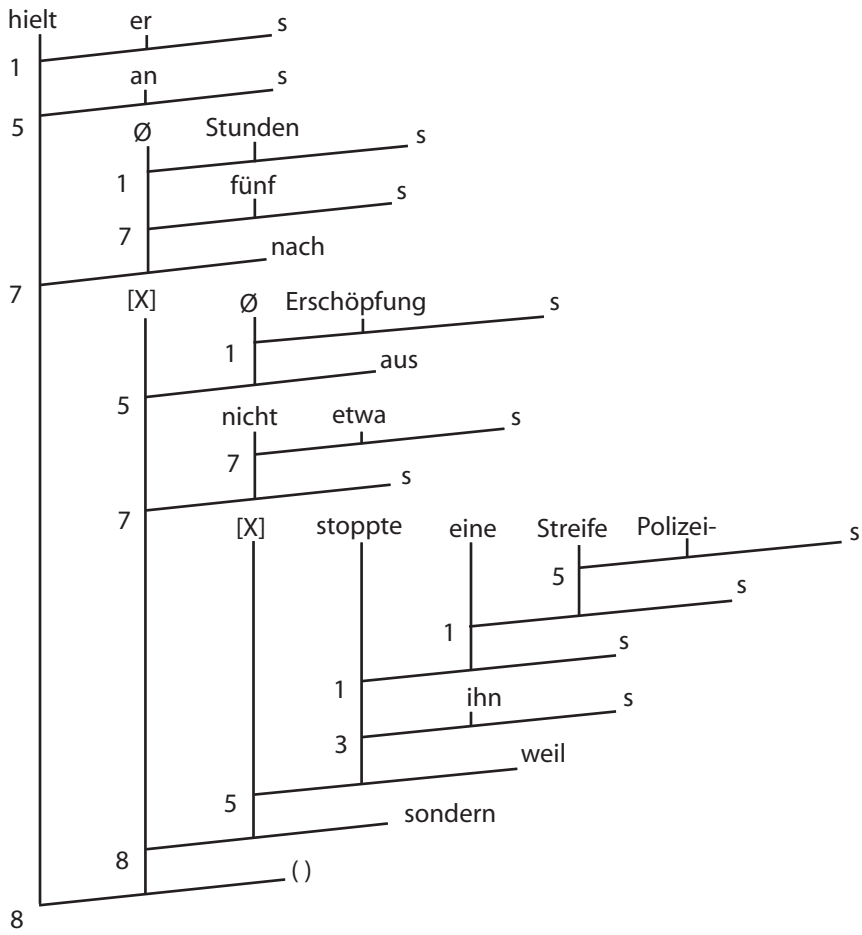 hielt er s
1
an s
5
Ø Stunden s
1
fünf s
7
nach
7
[X] Ø Erschöpfung s
1
aus
5
nicht etwa s
7
s
7
[X] stoppte eine Streife Polizei- s
5
s
1
s
1
ihn s
3
weil
5
sondern
8
( )
8